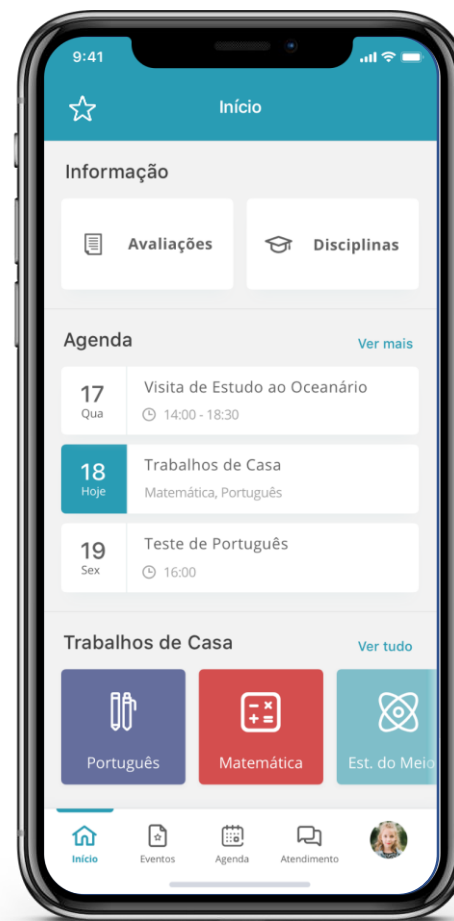 9:41
Início
Informação
Avaliações
Disciplinas
Agenda
Ver mais
17
Qua
Visita de Estudo ao Oceanário
14:00 - 18:30
18
Hoje
Trabalhos de Casa
Matemática, Português
19
Sex
Teste de Português
16:00
Trabalhos de Casa
Ver tudo
Português
Matemática
Est. do Meio
Início
Eventos
Agenda
Atendimento